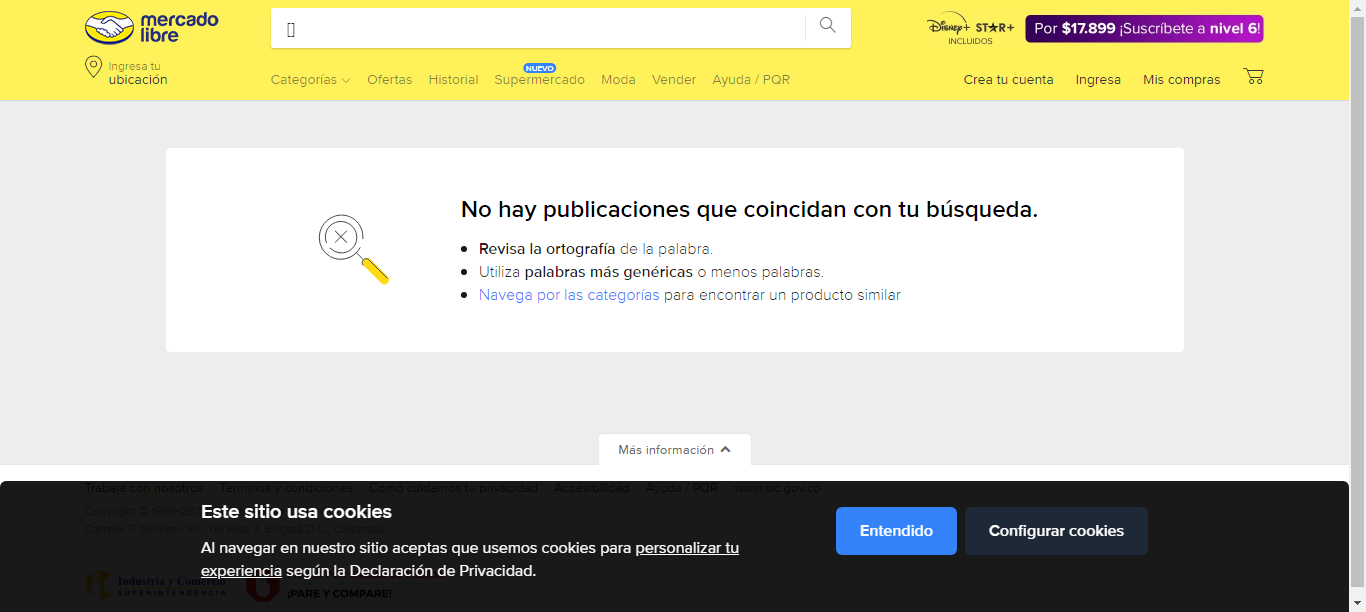 mercado
libre
DISNEY+ STAR+
INCLUIDOS
Por $17.899 ¡Suscríbete a nivel 6!
Ingresa tu
ubicación
NUEVO
Categorías Ofertas Historial Supermercado Moda Vender Ayuda / PQR
Crea tu cuenta Ingresa Mis compras
No hay publicaciones que coincidan con tu búsqueda.
Revisa la ortografía de la palabra.
Utiliza palabras más genéricas o menos palabras.
Navega por las categorías para encontrar un producto similar
Más información
Trabaja con nosotros Términos y condiciones Cómo cuidamos tu privacidad Accesibilidad Ayuda / PQR www.sic.gov.co
Copyright © 1999-20
Este sitio usa cookies
Carrera 17 Numero 93 - 09 Piso 3, Bogotá D.C., Colombia
Al navegar en nuestro sitio aceptas que usemos cookies para personalizar tu
experiencia según la Declaración de Privacidad.
Entendido
Configurar cookies
Industria y Comercio
SUPERINTENDENCIA
¡PARE Y COMPARE!